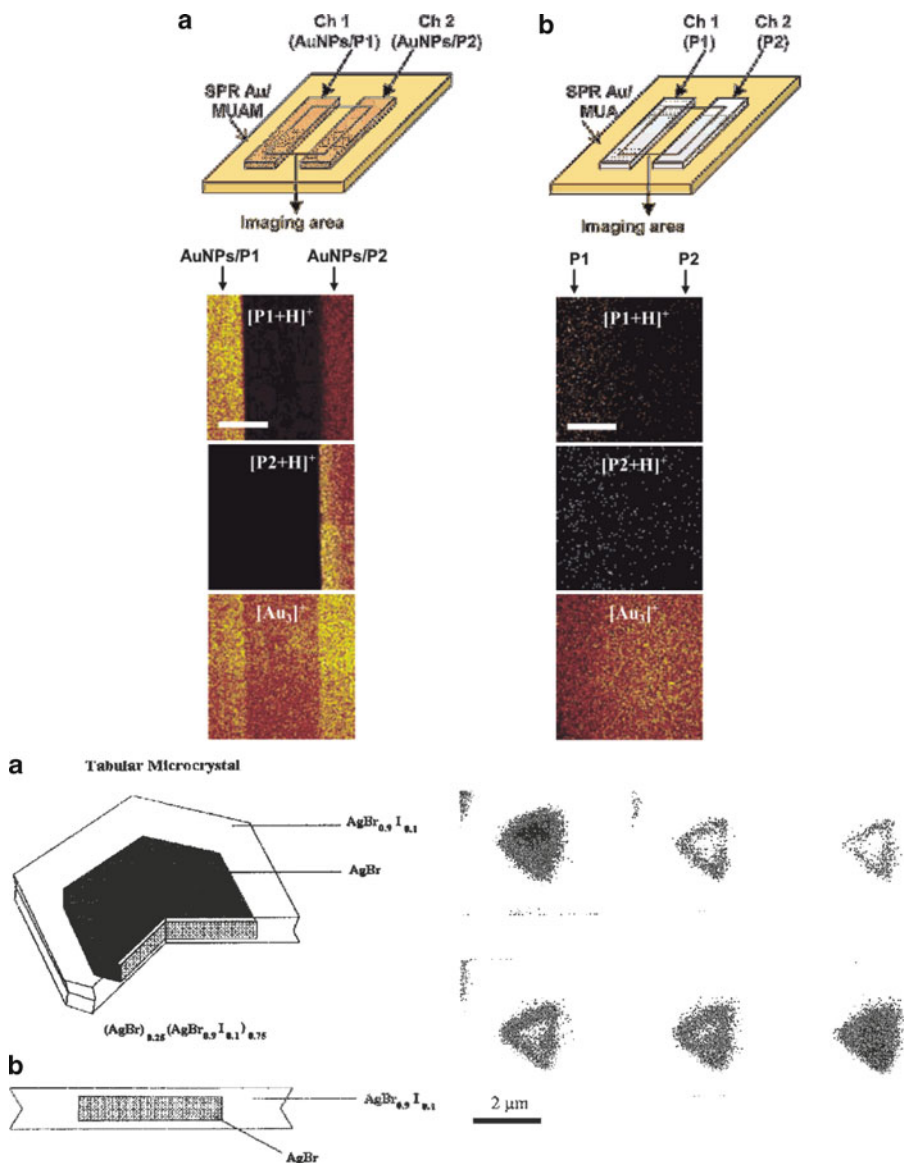 a
b
Ch 1
(AuNPs/P1)
Ch 2
(AuNPs/P2)
SPR Au/
MUAM
Imaging area
Ch 1
(P1)
Ch 2
(P2)
SPR Au/
MUA
Imaging area
AuNPs/P1
AuNPs/P2
P1
P2
[P1+H]⁺
[P1+H]⁺
[P2+H]⁺
[P2+H]⁺
[Au₃]⁺
[Au₃]⁺
a
Tabular Microcrystal
AgBr₀.₉ I₀.₁
AgBr
(AgBr)₀.₂₅(AgBr₀.₉ I₀.₁)₀.₇₅
b
AgBr₀.₉ I₀.₁
AgBr
2 μm